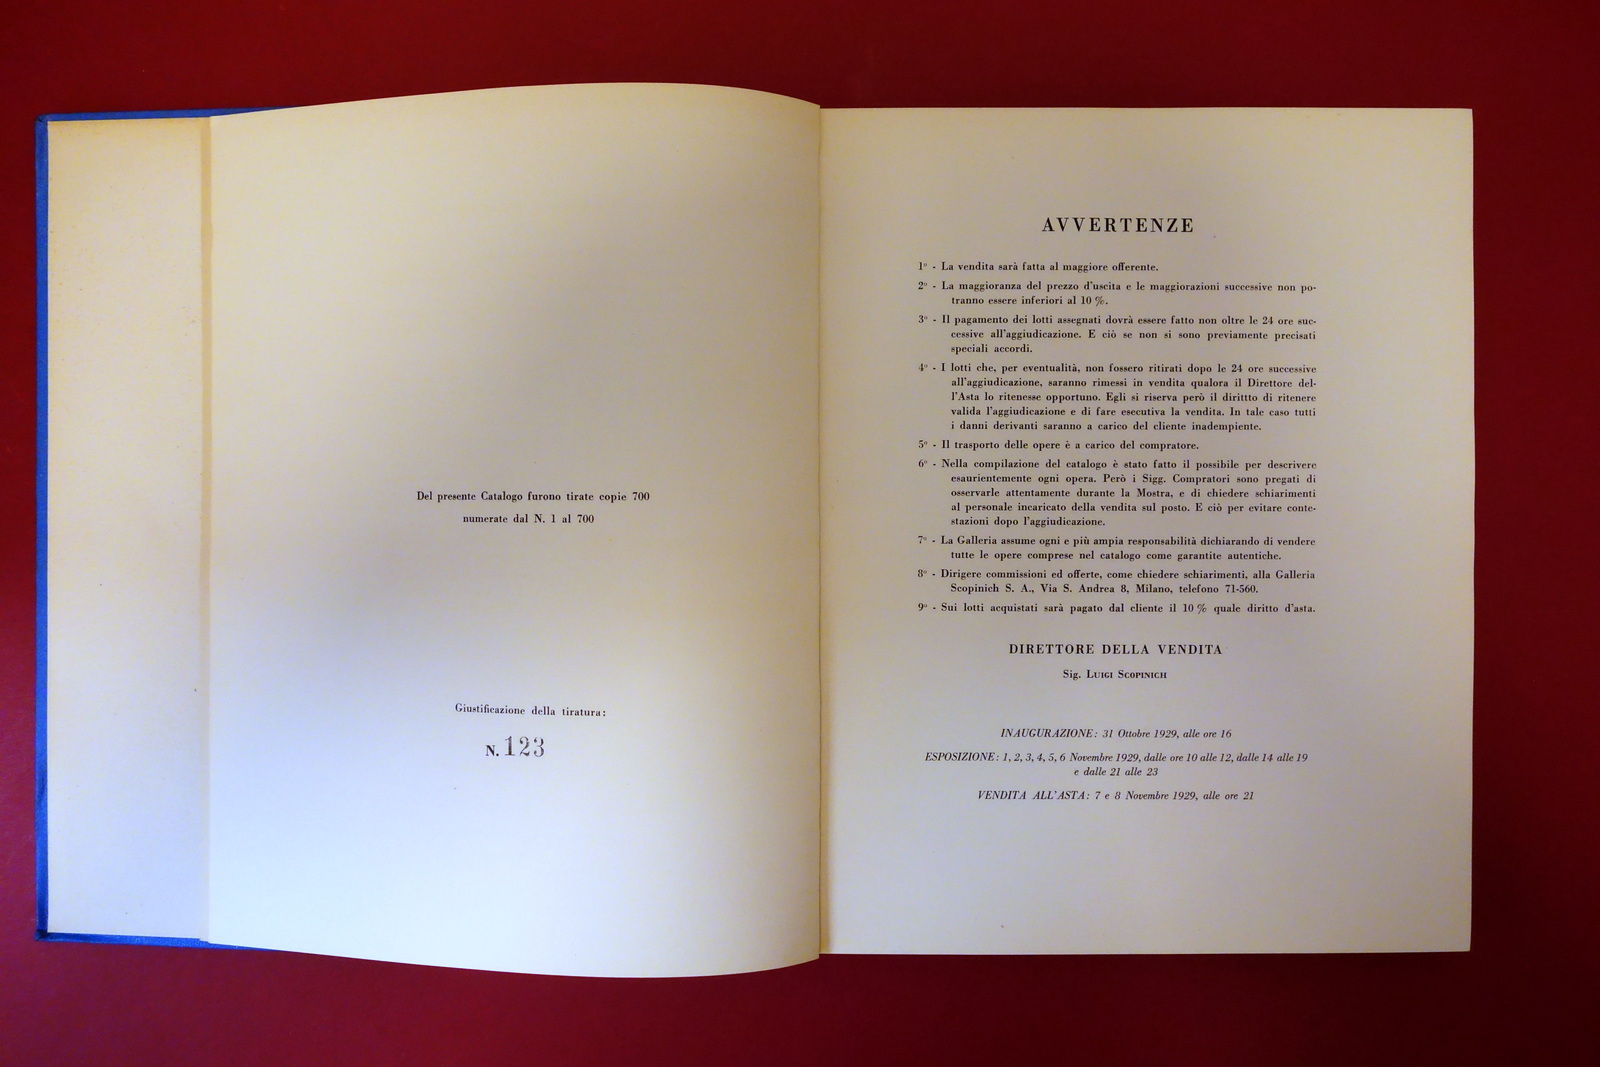 Del presente Catalogo furono tirate copie 700
numerate dal N. 1 al 700
Giustificazione della tiratura:
N. 123
AVVERTENZE
1° - La vendita sarà fatta al maggiore offerente.
2° - La maggioranza del prezzo d'uscita e le maggiorazioni successive non po-
tranno essere inferiori al 10 %.
3° - Il pagamento dei lotti assegnati dovrà essere fatto non oltre le 24 ore suc-
cessive all'aggiudicazione. E ciò se non si sono previamente precisati
speciali accordi.
4° - I lotti che, per eventualità, non fossero ritirati dopo le 24 ore successive
all'aggiudicazione, saranno rimessi in vendita qualora il Direttore del-
l'Asta lo ritenesse opportuno. Egli si riserva però il dirittto di ritenere
valida l'aggiudicazione e di fare esecutiva la vendita. In tale caso tutti
i danni derivanti saranno a carico del cliente inadempiente.
5° - Il trasporto delle opere è a carico del compratore.
6° - Nella compilazione del catalogo è stato fatto il possibile per descrivere
esaurientemente ogni opera. Però i Sigg. Compratori sono pregati di
osservarle attentamente durante la Mostra, e di chiedere schiarimenti
al personale incaricato della vendita sul posto. E ciò per evitare conte-
stazioni dopo l'aggiudicazione.
7° - La Galleria assume ogni e più ampia responsabilità dichiarando di vendere
tutte le opere comprese nel catalogo come garantite autentiche.
8° - Dirigere commissioni ed offerte, come chiedere schiarimenti, alla Galleria
Scopinich S. A., Via S. Andrea 8, Milano, telefono 71-560.
9° - Sui lotti acquistati sarà pagato dal cliente il 10 % quale diritto d'asta.
DIRETTORE DELLA VENDITA
Sig. LUIGI SCOPINICH
INAUGURAZIONE: 31 Ottobre 1929, alle ore 16
ESPOSIZIONE: 1, 2, 3, 4, 5, 6 Novembre 1929, dalle ore 10 alle 12, dalle 14 alle 19
e dalle 21 alle 23
VENDITA ALL'ASTA: 7 e 8 Novembre 1929, alle ore 21